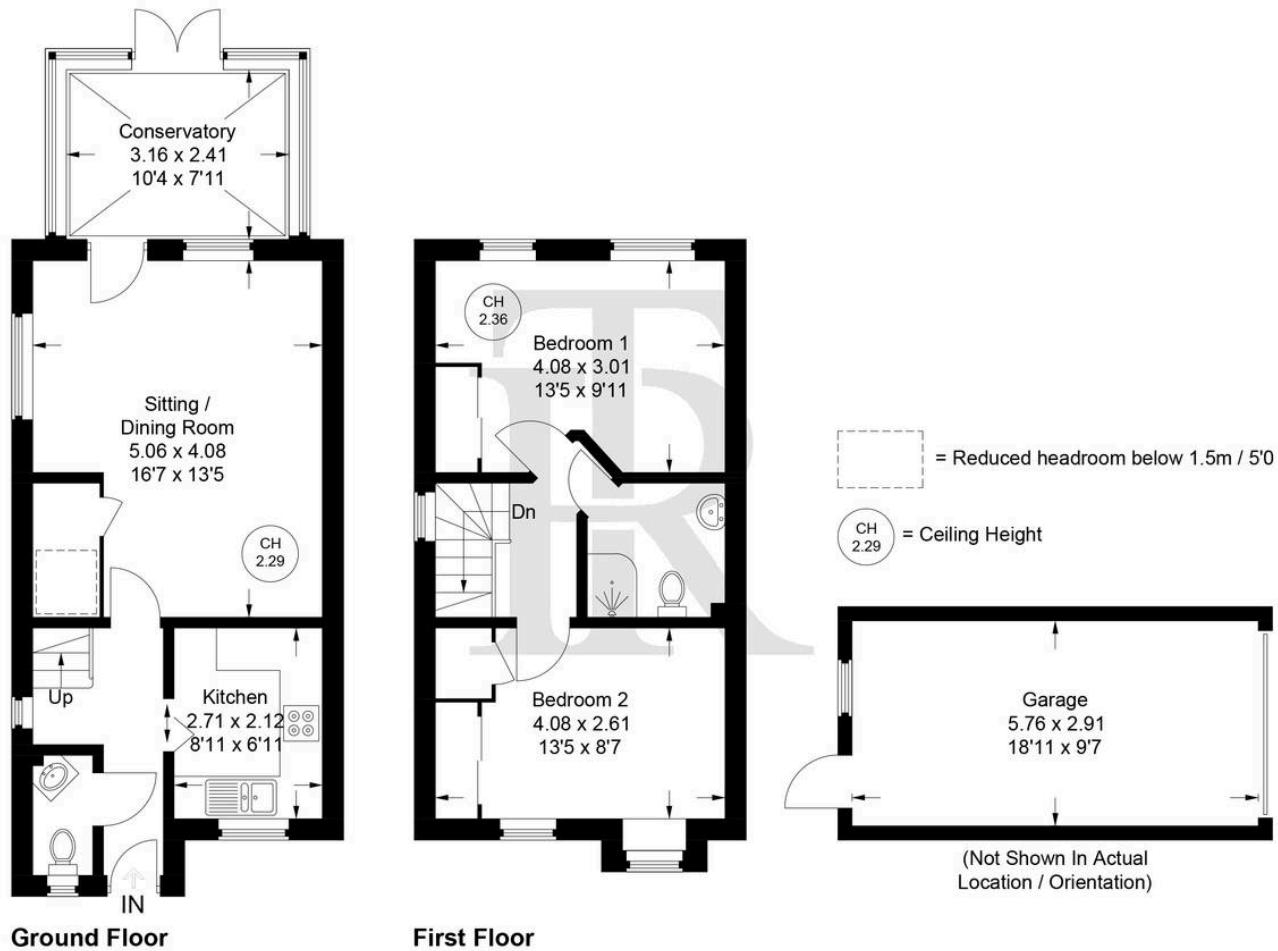 Conservatory
3.16 x 2.41
10'4 x 7'11
Sitting /
Dining Room
5.06 x 4.08
16'7 x 13'5
CH
2.29
Up
Kitchen
2.71 x 2.12
8'11 x 6'11
IN
Ground Floor
CH
2.36
Bedroom 1
4.08 x 3.01
13'5 x 9'11
Dn
Bedroom 2
4.08 x 2.61
13'5 x 8'7
First Floor
= Reduced headroom below 1.5m / 5'0
CH
2.29
= Ceiling Height
Garage
5.76 x 2.91
18'11 x 9'7
(Not Shown In Actual
Location / Orientation)